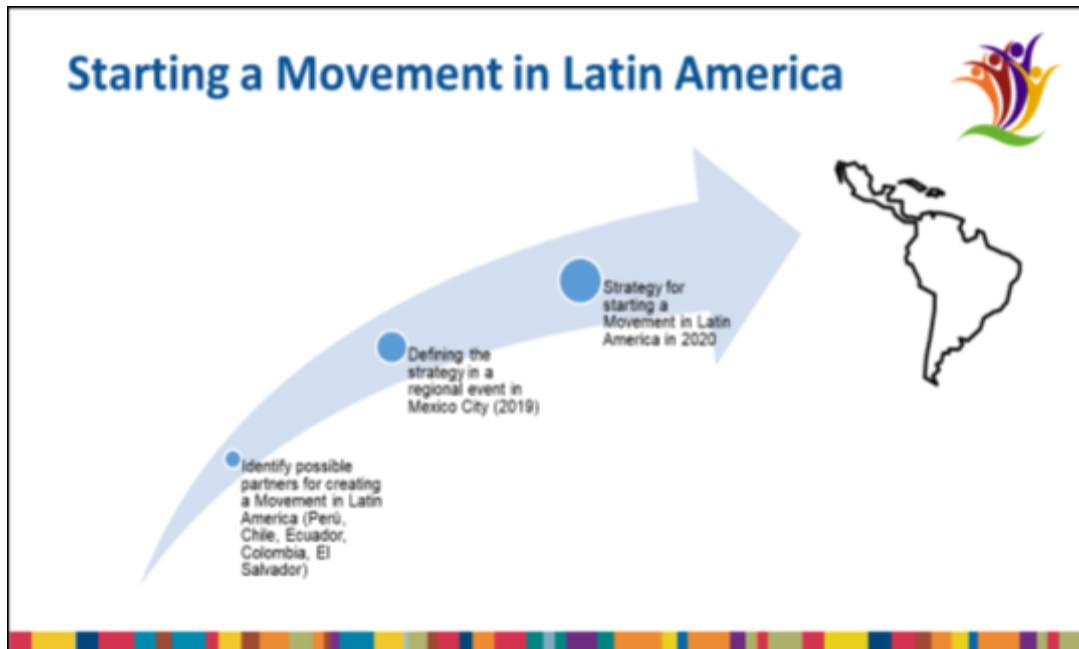 Starting a Movement in Latin America
Identify possible
partners for creating
a Movement in Latin
America (Perú,
Chile, Ecuador,
Colombia, El
Salvador)
Defining the
strategy in a
regional event in
Mexico City (2019)
Strategy for
starting a
Movement in Latin
America in 2020